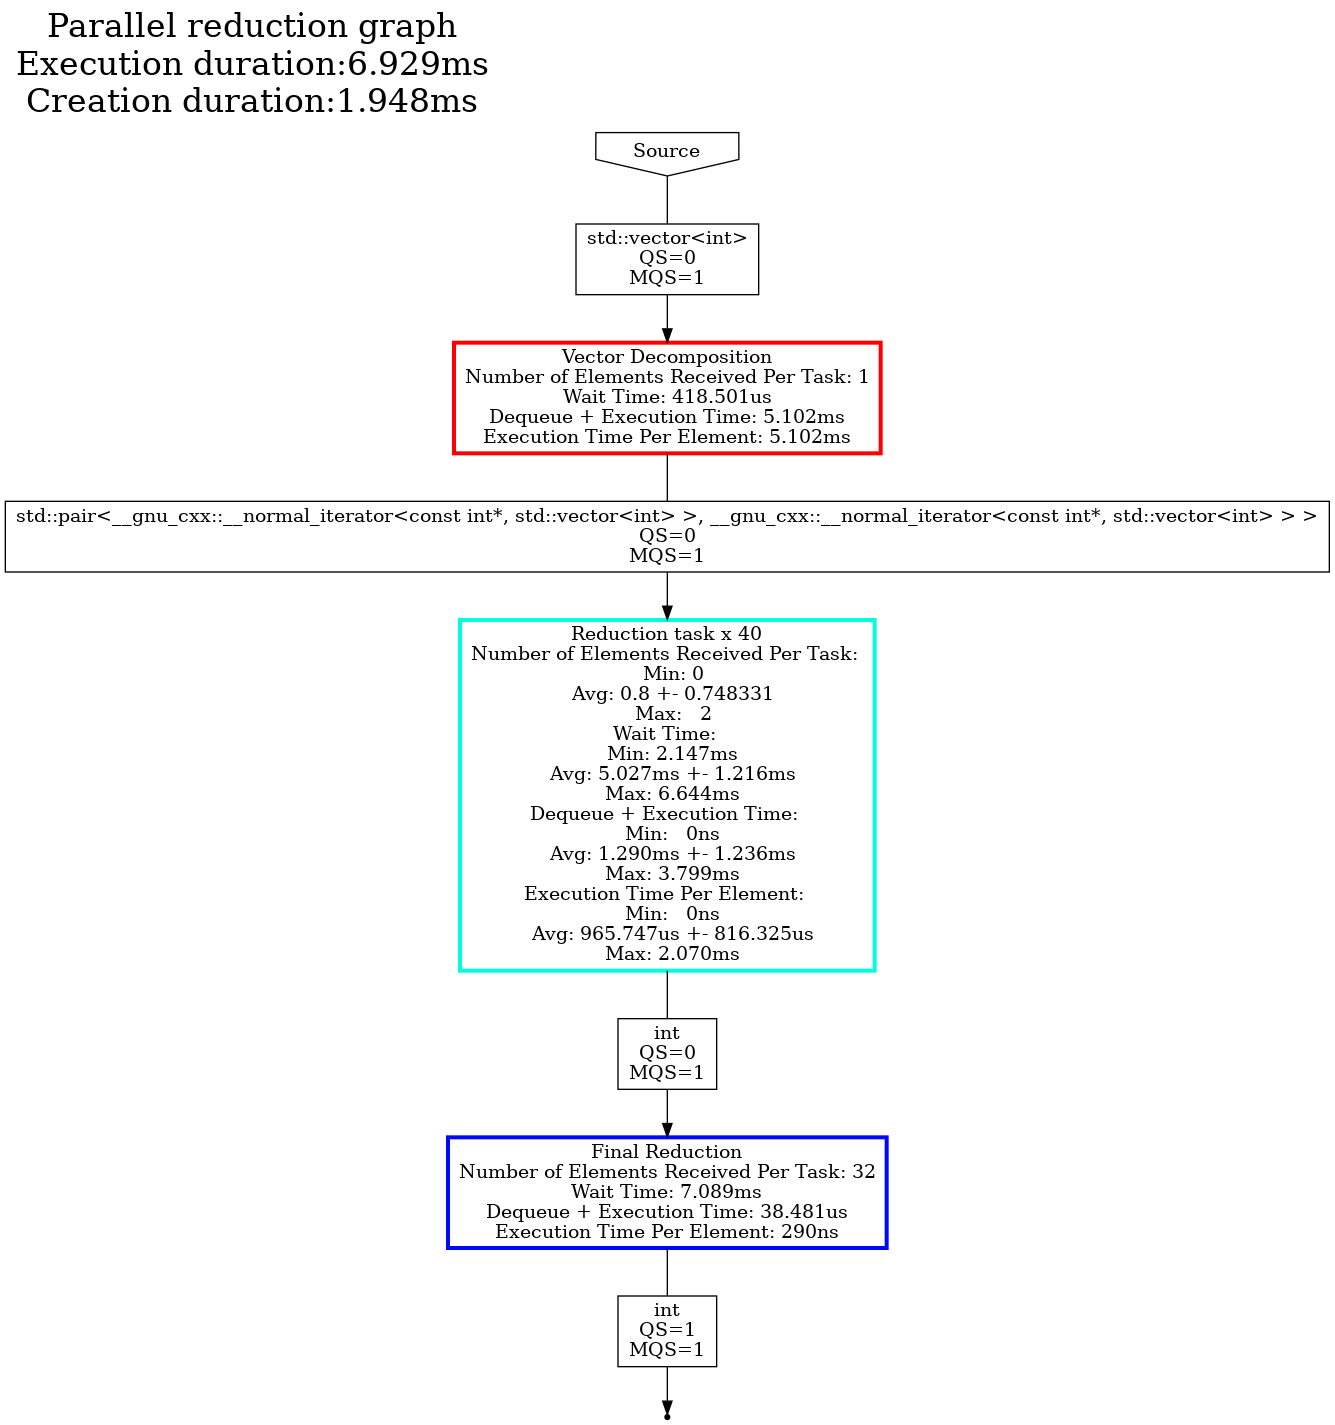 Parallel reduction graph
Execution duration:6.929ms
Creation duration:1.948ms
Source
std::vector<int>
QS=0
MQS=1
Vector Decomposition
Number of Elements Received Per Task: 1
Wait Time: 418.501us
Dequeue + Execution Time: 5.102ms
Execution Time Per Element: 5.102ms
std::pair<__gnu_cxx::__normal_iterator<const int*, std::vector<int> >, __gnu_cxx::__normal_iterator<const int*, std::vector<int> > >
QS=0
MQS=1
Reduction task x 40
Number of Elements Received Per Task:
Min: 0
Avg: 0.8 +- 0.748331
Max:   2
Wait Time:
Min: 2.147ms
Avg: 5.027ms +- 1.216ms
Max: 6.644ms
Dequeue + Execution Time:
Min:   0ns
Avg: 1.290ms +- 1.236ms
Max: 3.799ms
Execution Time Per Element:
Min:   0ns
Avg: 965.747us +- 816.325us
Max: 2.070ms
int
QS=0
MQS=1
Final Reduction
Number of Elements Received Per Task: 32
Wait Time: 7.089ms
Dequeue + Execution Time: 38.481us
Execution Time Per Element: 290ns
int
QS=1
MQS=1